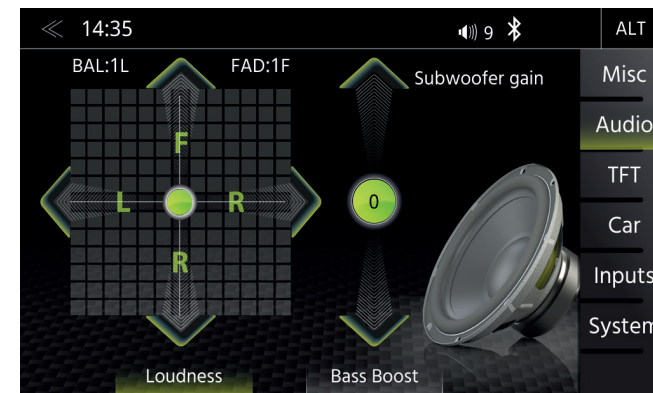 14:35 9 ALT
BAL:1L FAD:1F Subwoofer gain Misc
Audio
F
TFT
L R 0
Car
R
Inputs
System
Loudness Bass Boost